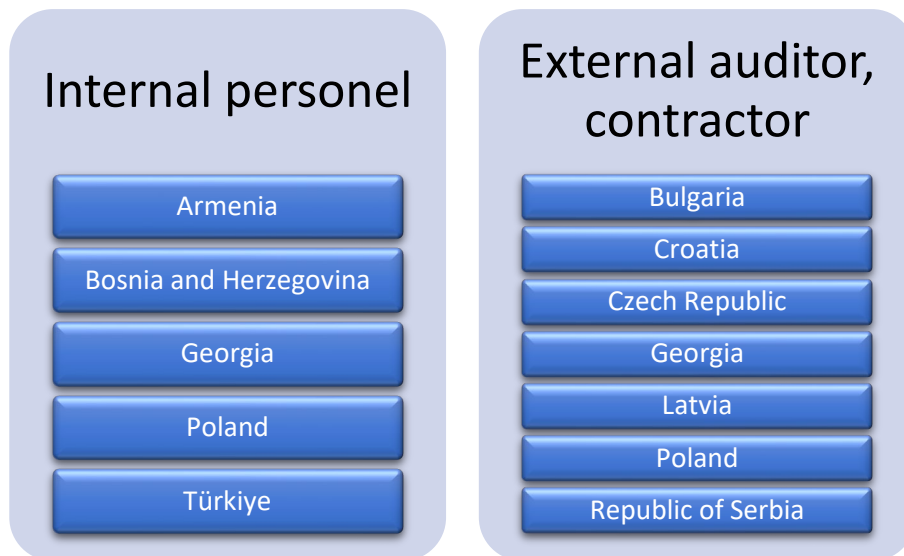 Internal personel
Armenia
Bosnia and Herzegovina
Georgia
Poland
Türkiye
External auditor,
contractor
Bulgaria
Croatia
Czech Republic
Georgia
Latvia
Poland
Republic of Serbia